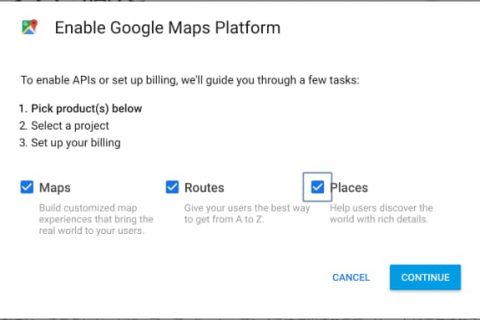 Enable Google Maps Platform
To enable APIs or set up billing, we'll guide you through a few tasks:
1. Pick product(s) below
2. Select a project
3. Set up your billing
Maps
Build customized map
experiences that bring the
real world to your users.
Routes
Give your users the best way
to get from A to Z.
Places
Help users discover the
world with rich details.
CANCEL
CONTINUE